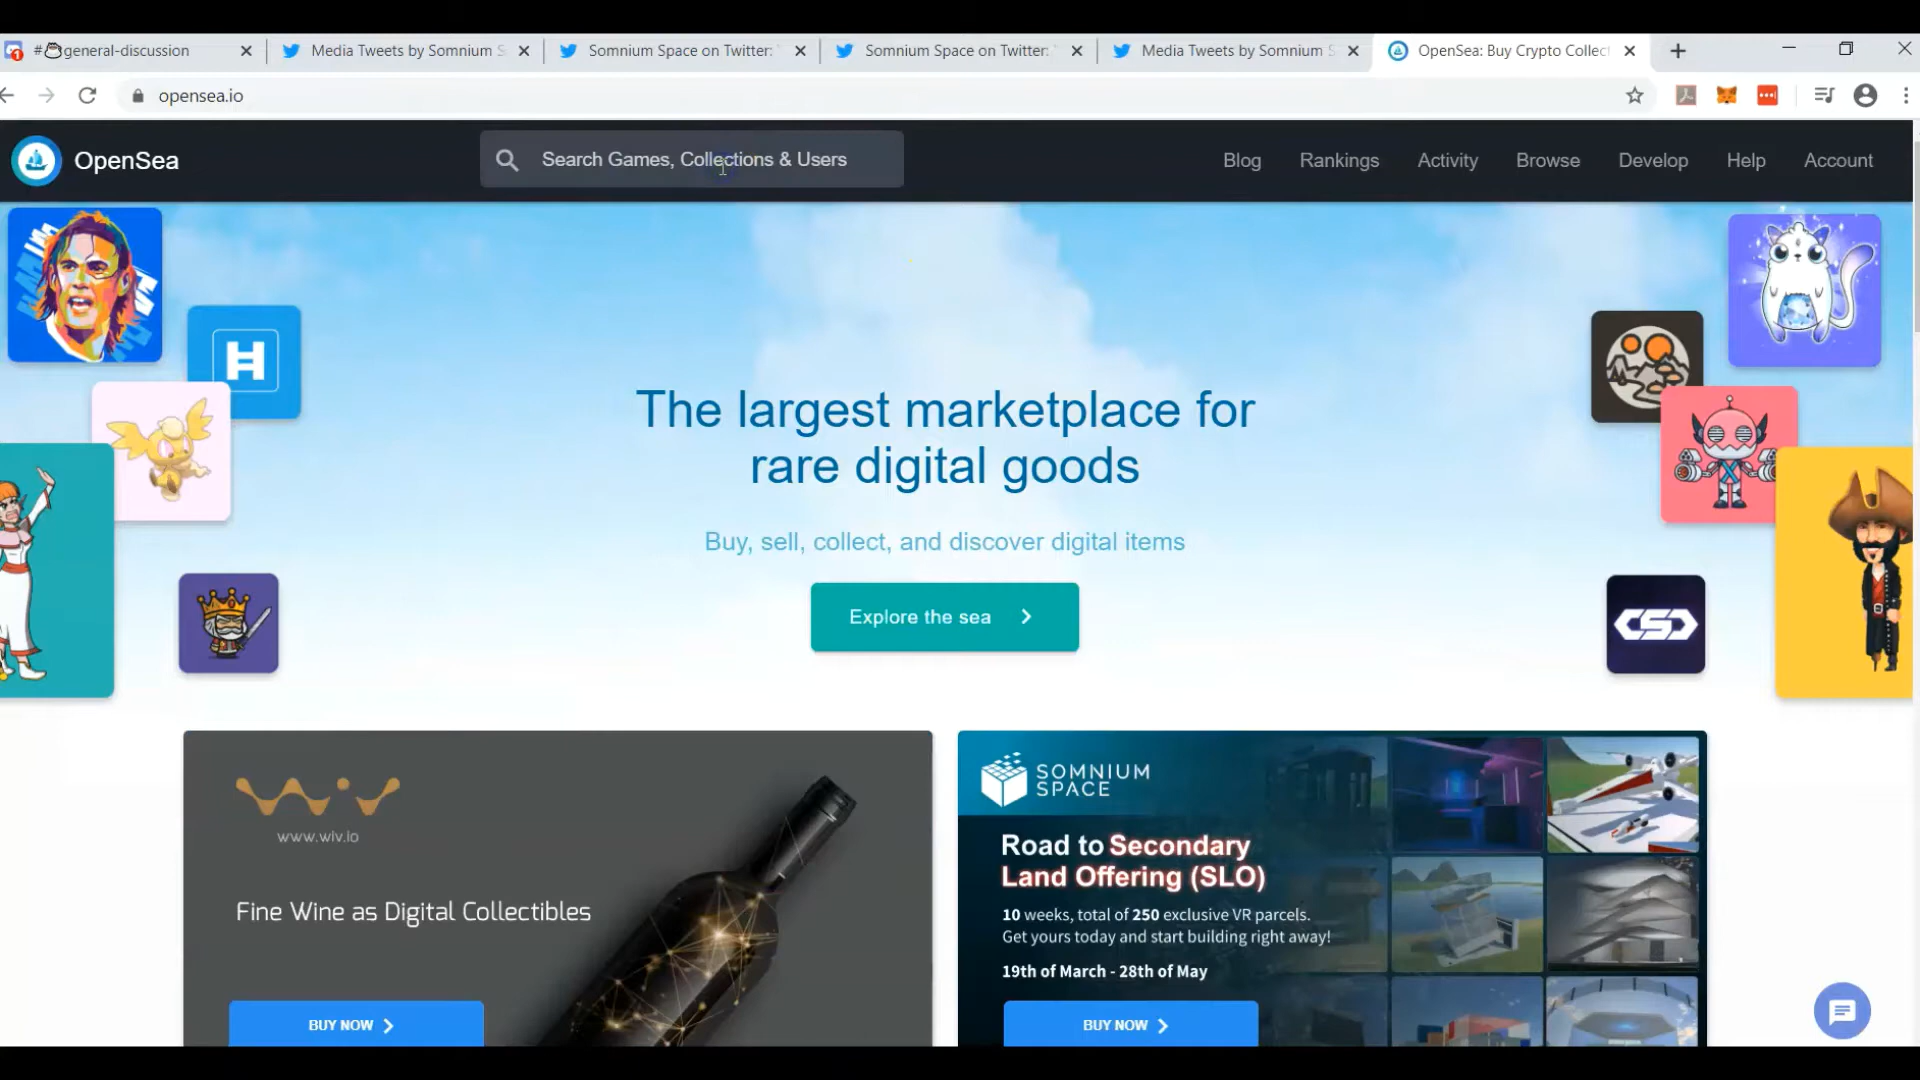 #general-discussion
Media Tweets by Somnium S
Somnium Space on Twitter:
Somnium Space on Twitter:
Media Tweets by Somnium S
OpenSea: Buy Crypto Collect
opensea.io
OpenSea
Search Games, Collections & Users
Blog
Rankings
Activity
Browse
Develop
Help
Account
The largest marketplace for
rare digital goods
Buy, sell, collect, and discover digital items
Explore the sea
www.wiv.io
Fine Wine as Digital Collectibles
BUY NOW
SOMNIUM
SPACE
Road to Secondary
Land Offering (SLO)
10 weeks, total of 250 exclusive VR parcels.
Get yours today and start building right away!
19th of March - 28th of May
BUY NOW